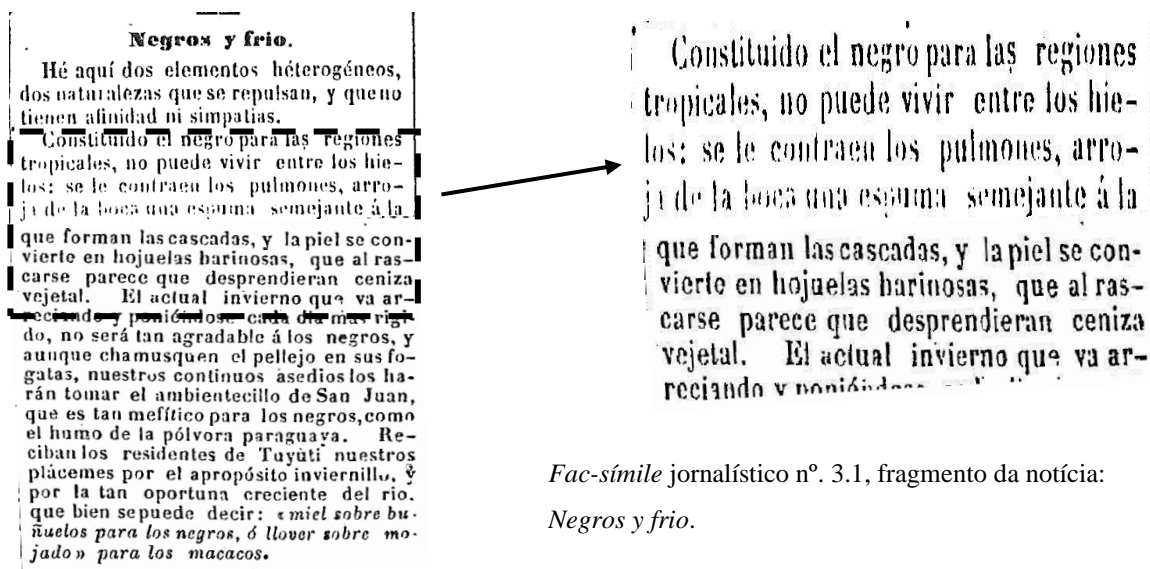 Negros y frio.
Hé aquí dos elementos héterogéneos,
dos naturalezas que se repulsan, y que no
tienen afinidad ni simpatias.
Constituido el negro para las regiones
tropicales, no puede vivir entre los hie-
los: se le contraen los pulmones, arro-
ja de la boca una espuma semejante á la
que forman las cascadas, y la piel se con-
vierte en hojuelas harinosas, que al ras-
carse parece que desprendieran ceniza
vejetal. El actual invierno que va ar-
reciando y poniéndose cada dia mas rigi-
do, no será tan agradable á los negros, y
aunque chamusquen el pellejo en sus fo-
gatas, nuestros continuos asedios los ha-
rán tomar el ambientecillo de San Juan,
que es tan mefítico para los negros, como
el humo de la pólvora paraguaya. Re-
ciban los residentes de Tuyùti nuestros
plácemes por el apropósito inviernillo, y
por la tan oportuna creciente del rio.
que bien se puede decir: «miel sobre bu-
ñuelos para los negros, ó llover sobre mo-
jado» para los macacos.
Constituido el negro para las regiones
tropicales, no puede vivir entre los hie-
los: se le contraen los pulmones, arro-
ja de la boca una espuma semejante á la
que forman las cascadas, y la piel se con-
vierte en hojuelas harinosas, que al ras-
carse parece que desprendieran ceniza
vejetal. El actual invierno que va ar-
reciando y poniéndose
Fac-símile jornalístico nº. 3.1, fragmento da notícia:
Negros y frio.